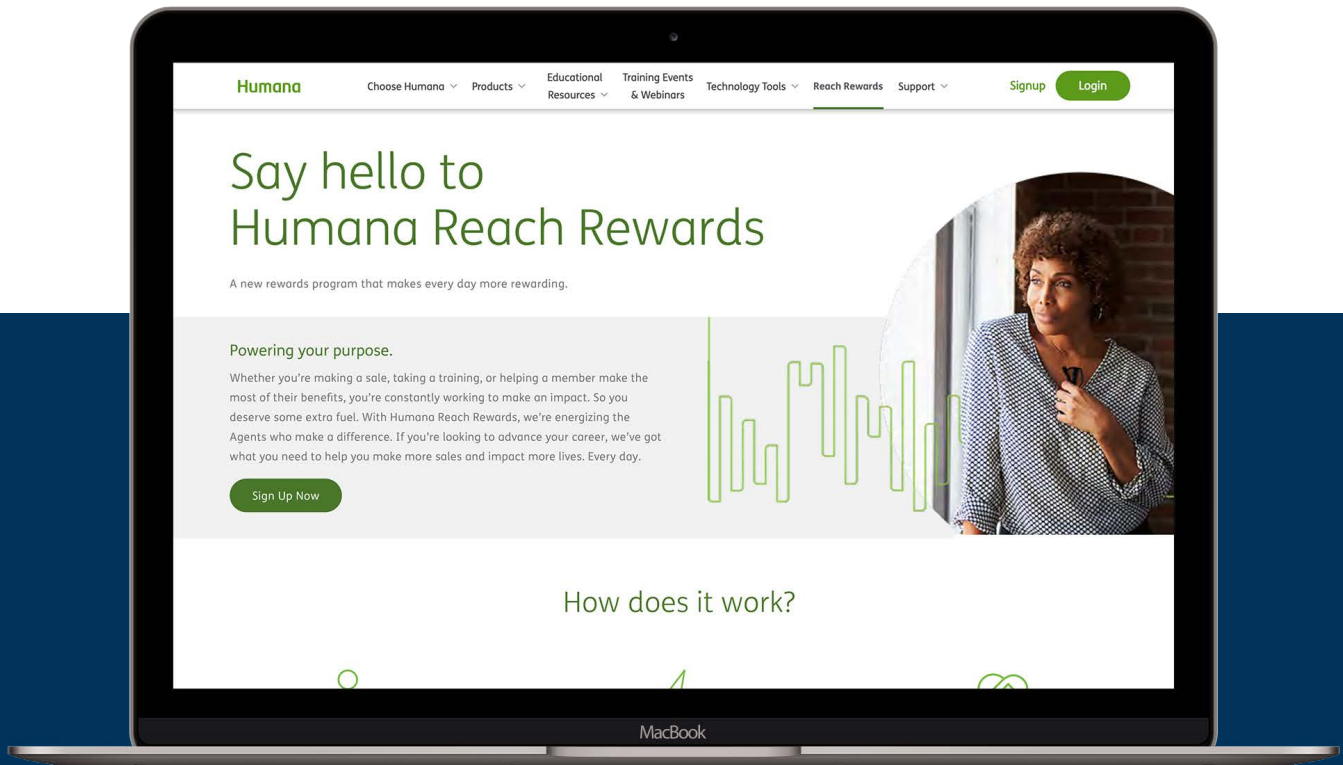 Humana
Choose Humana
Products
Educational
Resources
Training Events
& Webinars
Technology Tools
Reach Rewards
Support
Signup
Login
Say hello to
Humana Reach Rewards
A new rewards program that makes every day more rewarding.
Powering your purpose.
Whether you're making a sale, taking a training, or helping a member make the
most of their benefits, you're constantly working to make an impact. So you
deserve some extra fuel. With Humana Reach Rewards, we're energizing the
Agents who make a difference. If you're looking to advance your career, we've got
what you need to help you make more sales and impact more lives. Every day.
Sign Up Now
How does it work?
MacBook